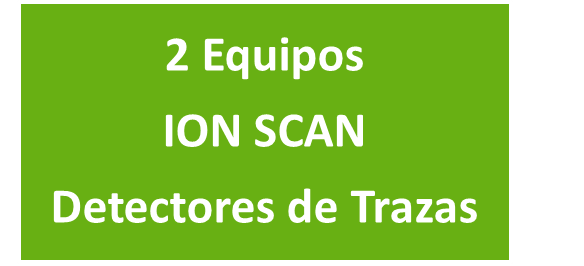 2 Equipos
ION SCAN
Detectores de Trazas